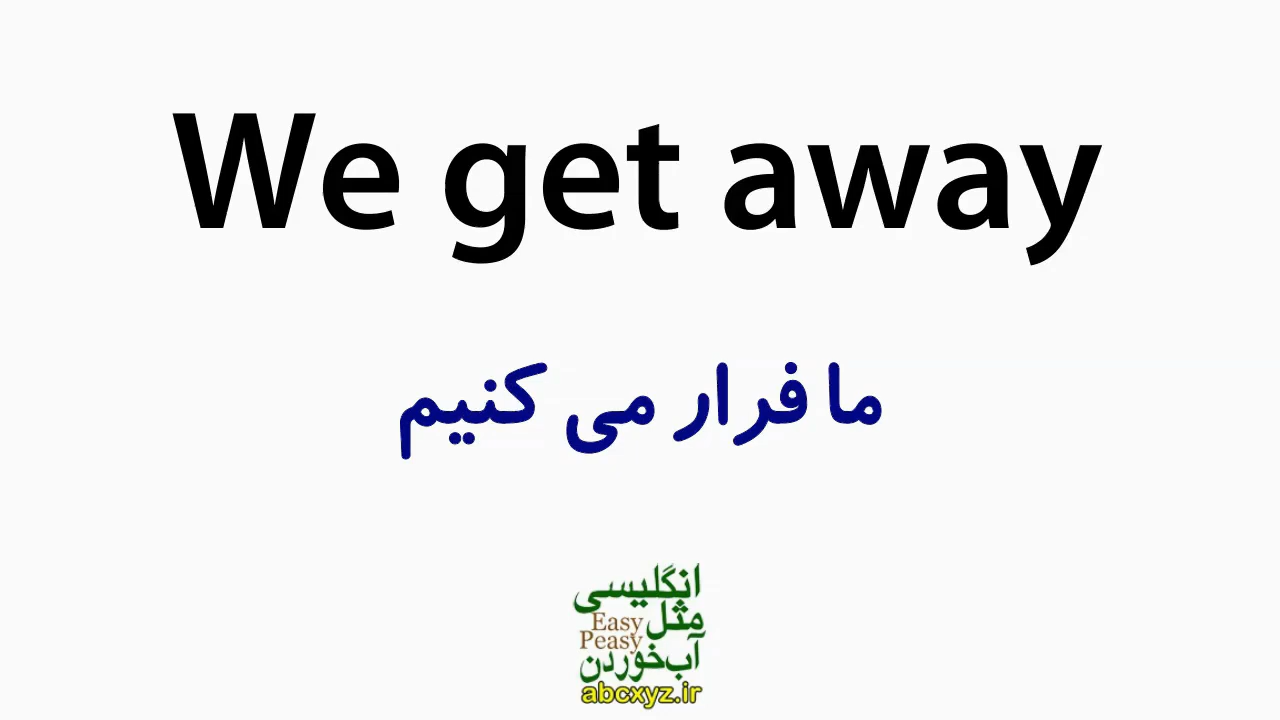 We get away
ما فرار می کنیم
انگلیسی
مثل
Easy
Peasy
آب‌خوردن
abcxyz.ir